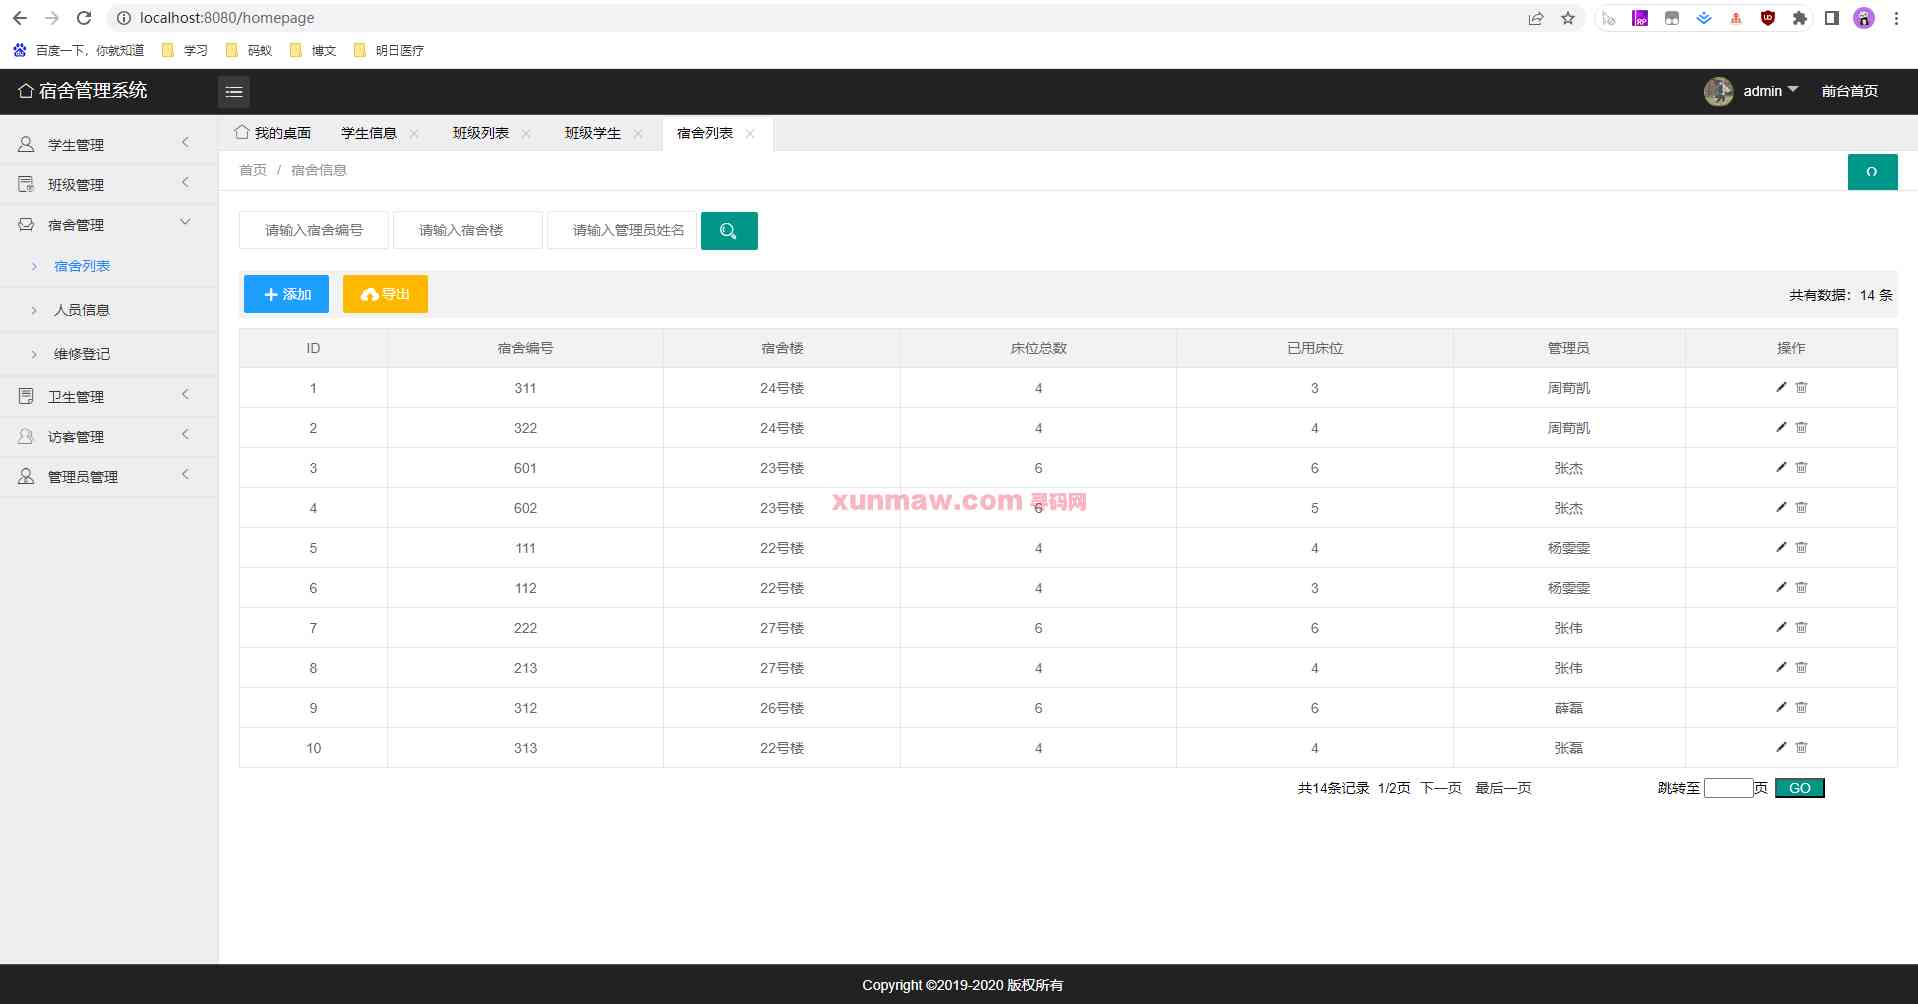 localhost:8080/homepage
百度一下，你就知道 学习 码蚁 博文 明日医疗
宿舍管理系统 admin 前台首页
我的桌面 学生信息 班级列表 班级学生 宿舍列表
首页 / 宿舍信息
学生管理
班级管理
宿舍管理
宿舍列表
人员信息
维修登记
卫生管理
访客管理
管理员管理
请输入宿舍编号 请输入宿舍楼 请输入管理员姓名
添加 导出 共有数据：14 条
ID 宿舍编号 宿舍楼 床位总数 已用床位 管理员 操作
1 311 24号楼 4 3 周荀凯
2 322 24号楼 4 4 周荀凯
3 601 23号楼 6 6 张杰
4 602 23号楼 6 5 张杰
xunmaw.com 寻码网
5 111 22号楼 4 4 杨雯雯
6 112 22号楼 4 3 杨雯雯
7 222 27号楼 6 6 张伟
8 213 27号楼 4 4 张伟
9 312 26号楼 6 6 薛磊
10 313 22号楼 4 4 张磊
共14条记录 1/2页 下一页 最后一页 跳转至 页 GO
Copyright ©2019-2020 版权所有